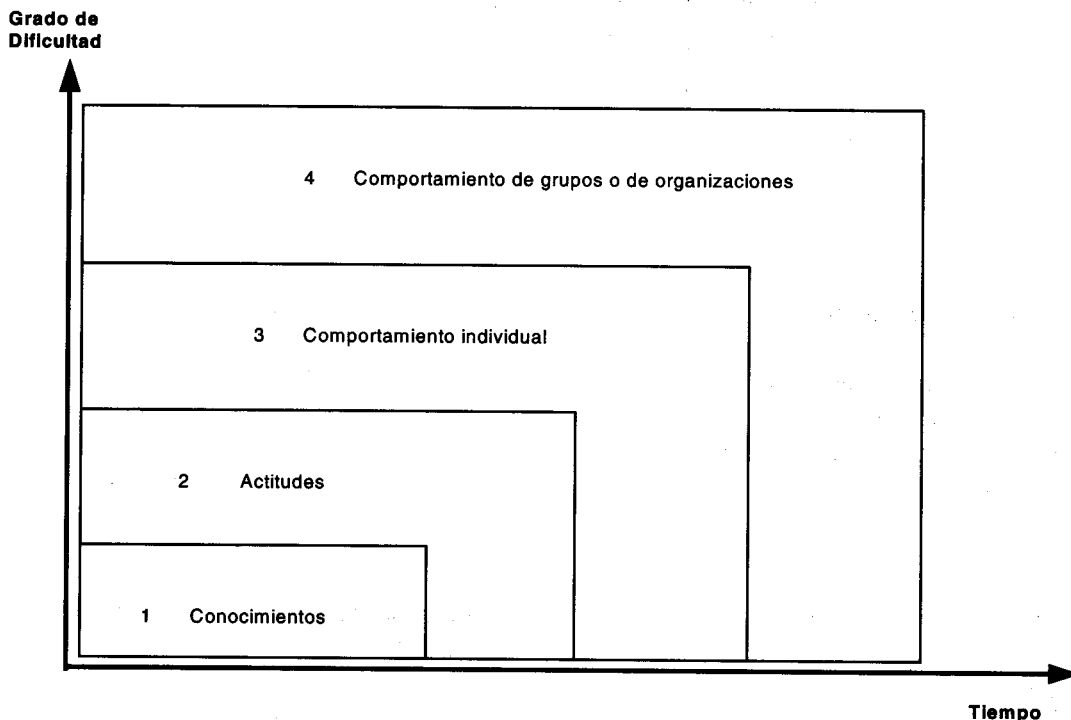 Grado de
Dificultad
4 Comportamiento de grupos o de organizaciones
3 Comportamiento individual
2 Actitudes
1 Conocimientos
Tiempo